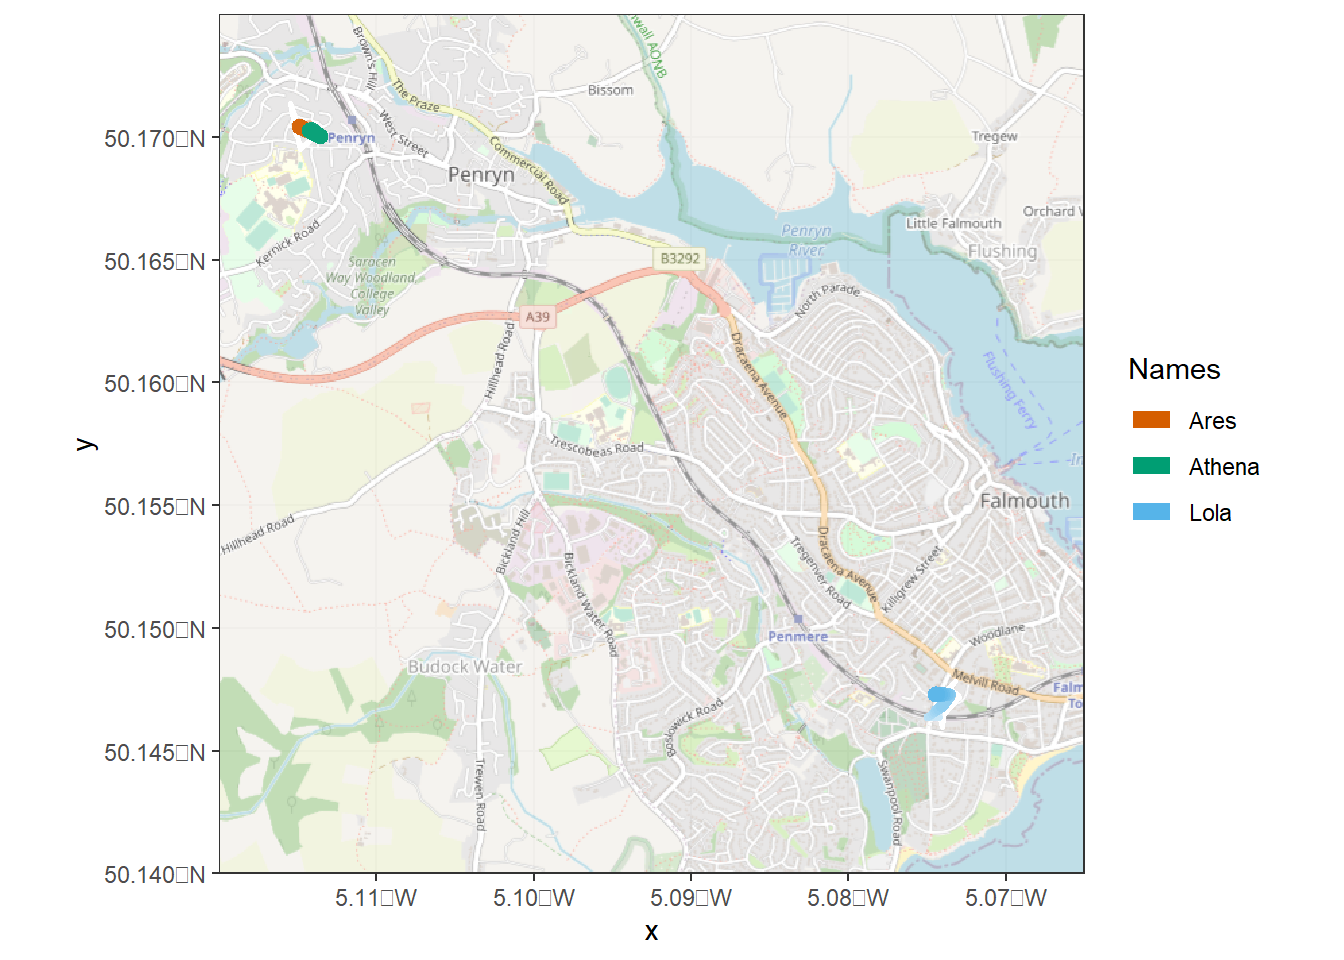 Cornwall AONB
Brown's Hill
The Praze
Bissom
West Street
Penryn
Commercial Road
Penryn
Tregew
Little Falmouth
Orchard
Flushing
Penryn
River
Kernick Road
Saracen
Way Woodland,
College
Valley
B3292
North Parade
A39
Hillhead Road
Dracaena Avenue
Flushing Ferry
Trescobeas Road
Falmouth
Hillhead Road
Bickland Hill
Bickland Water Road
Dracaena Avenue
Tregenver Road
Killigrew Street
Penmere
Woodlane
Budock Water
Melvill Road
Boslowick Road
Trewen Road
Swanpool Road
50.170□N
50.165□N
50.160□N
50.155□N
50.150□N
50.145□N
50.140□N
y
5.11□W
5.10□W
5.09□W
5.08□W
5.07□W
x
Names
Ares
Athena
Lola